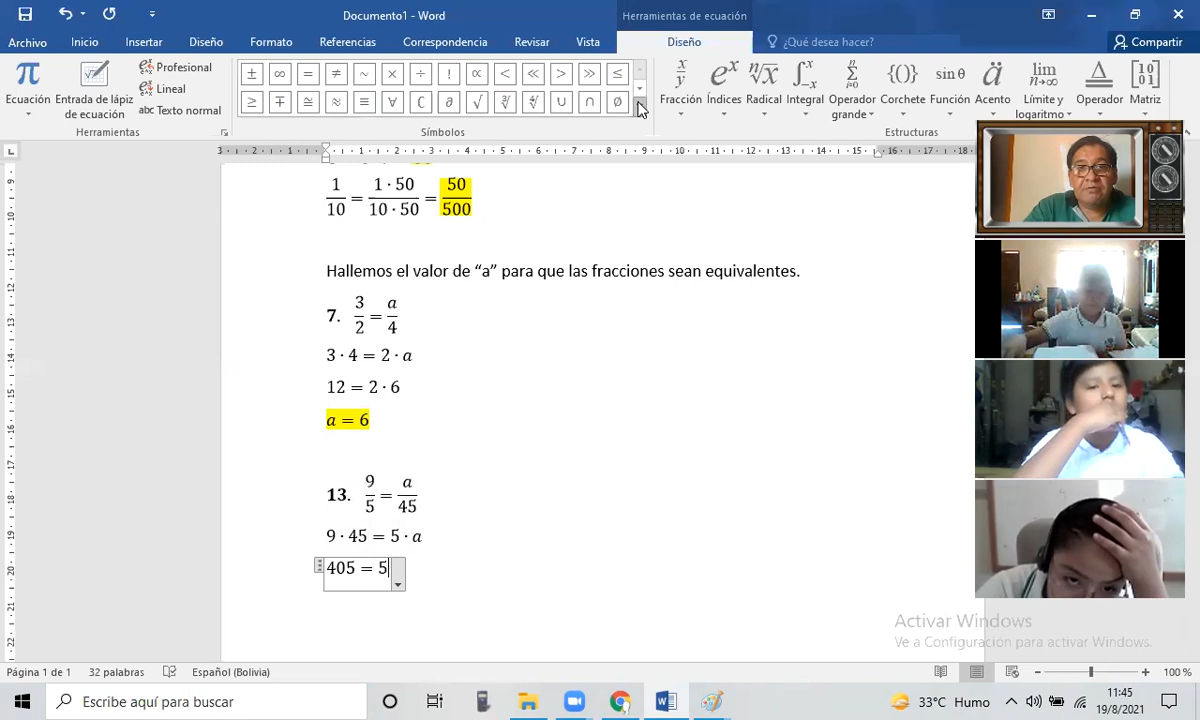 Documento1 - Word
Herramientas de ecuación
Archivo Inicio Insertar Diseño Formato Referencias Correspondencia Revisar Vista Diseño ¿Qué desea hacer? Compartir
π Ecuación
Entrada de lápiz de ecuación
Profesional
Lineal
abc Texto normal
Herramientas
± ∞ = ≠ ~ × ÷ ! ∝ < ≪ > ≫ ≤
≥ ∓ ≅ ≈ ≡ ∀ ∁ ∂ √ ∛ ∜ ∪ ∩ ∅
Símbolos
Fracción Índices Radical Integral Operador grande Corchete Función Acento Límite y logaritmo Operador Matriz
Estructuras
1/10 = 1 · 50/10 · 50 = 50/500
Hallemos el valor de “a” para que las fracciones sean equivalentes.
7. 3/2 = a/4
3 · 4 = 2 · a
12 = 2 · 6
a = 6
13. 9/5 = a/45
9 · 45 = 5 · a
405 = 5
Activar Windows
Ve a Configuración para activar Windows.
Página 1 de 1 32 palabras Español (Bolivia) 100 %
Escribe aquí para buscar
33°C Humo
11:45
19/8/2021